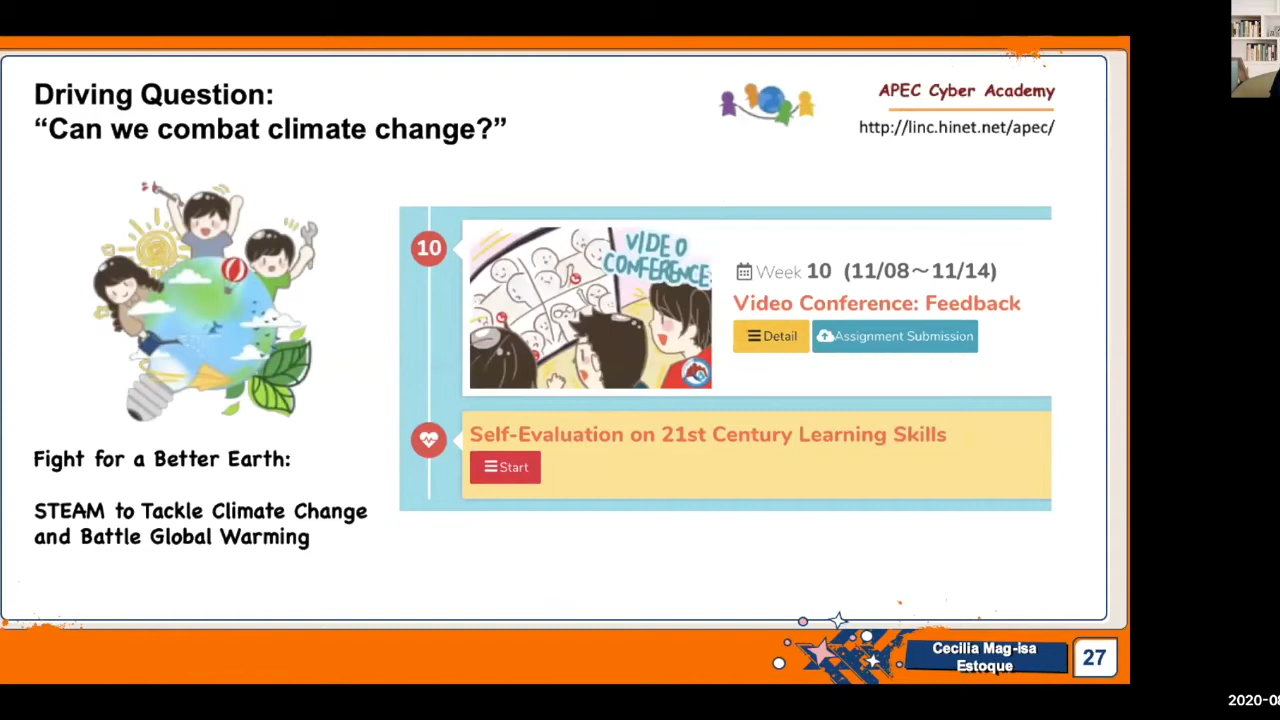 Driving Question:
“Can we combat climate change?”
APEC Cyber Academy
http://linc.hinet.net/apec/
10
VIDEO
CONFERENCE
Week 10 (11/08～11/14)
Video Conference: Feedback
Detail
Assignment Submission
Self-Evaluation on 21st Century Learning Skills
Start
Fight for a Better Earth:
STEAM to Tackle Climate Change
and Battle Global Warming
Cecilia Mag-isa
Estoque
27